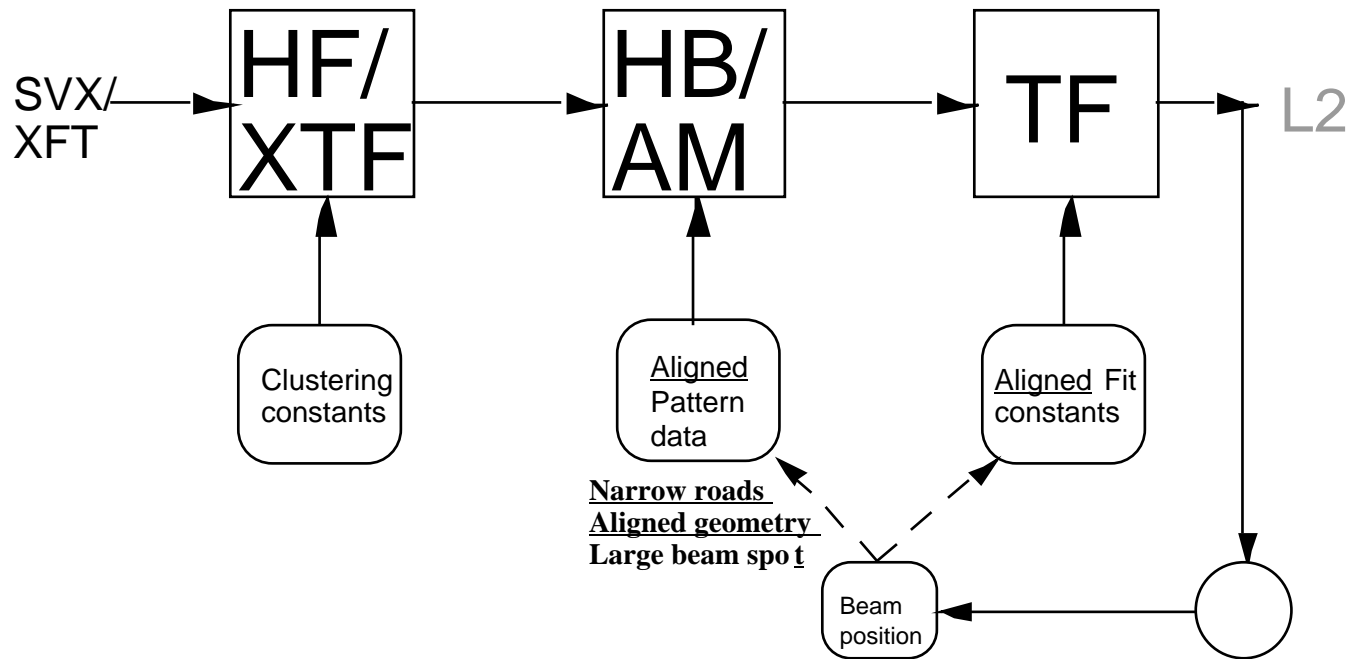 SVX/
XFT
HF/
XTF
HB/
AM
TF
L2
Clustering
constants
Aligned
Pattern
data
Aligned Fit
constants
Narrow roads
Aligned geometry
Large beam spot
Beam
position